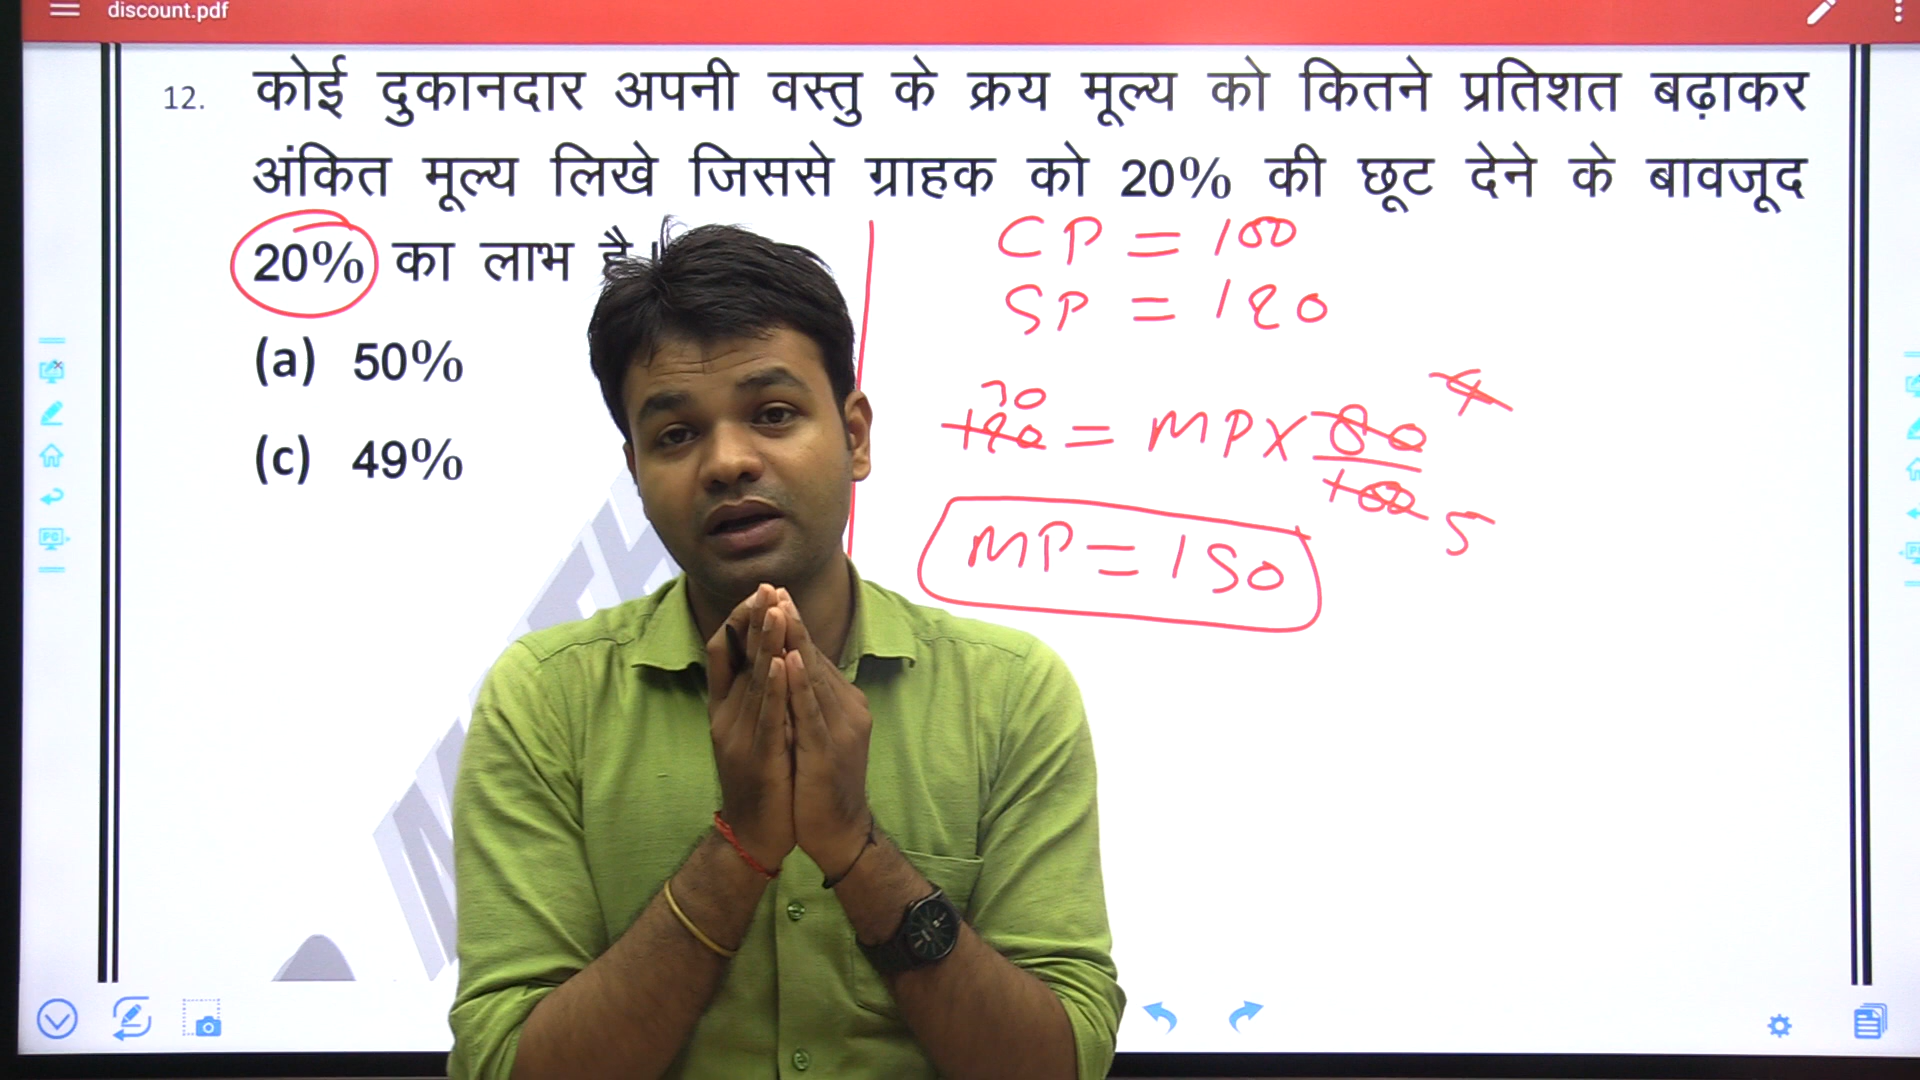 discount.pdf
12. कोई दुकानदार अपनी वस्तु के क्रय मूल्य को कितने प्रतिशत बढ़ाकर
अंकित मूल्य लिखे जिससे ग्राहक को 20% की छूट देने के बावजूद
20% का लाभ है
(a) 50%
(c) 49%
CP = 100
SP = 120
30 4
120 = MP X 80
100 5
MP = 150